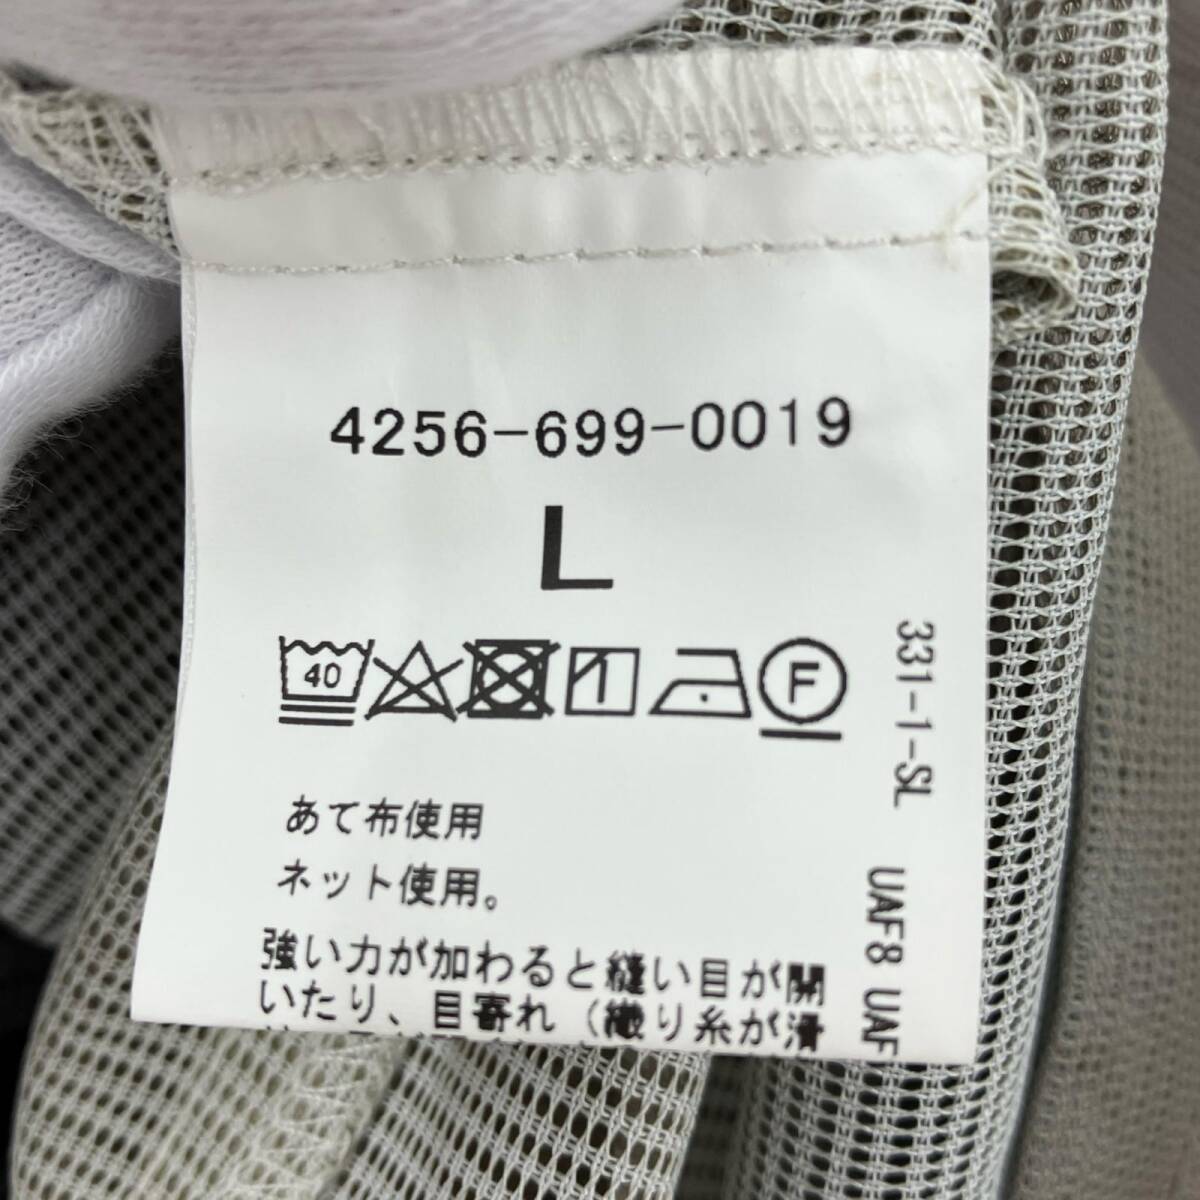 4256-699-0019
L
40
F
あて布使用
ネット使用。
強い力が加わると縫い目が開
いたり、目寄れ（織り糸が滑
331-1-SL UAF8 UAF